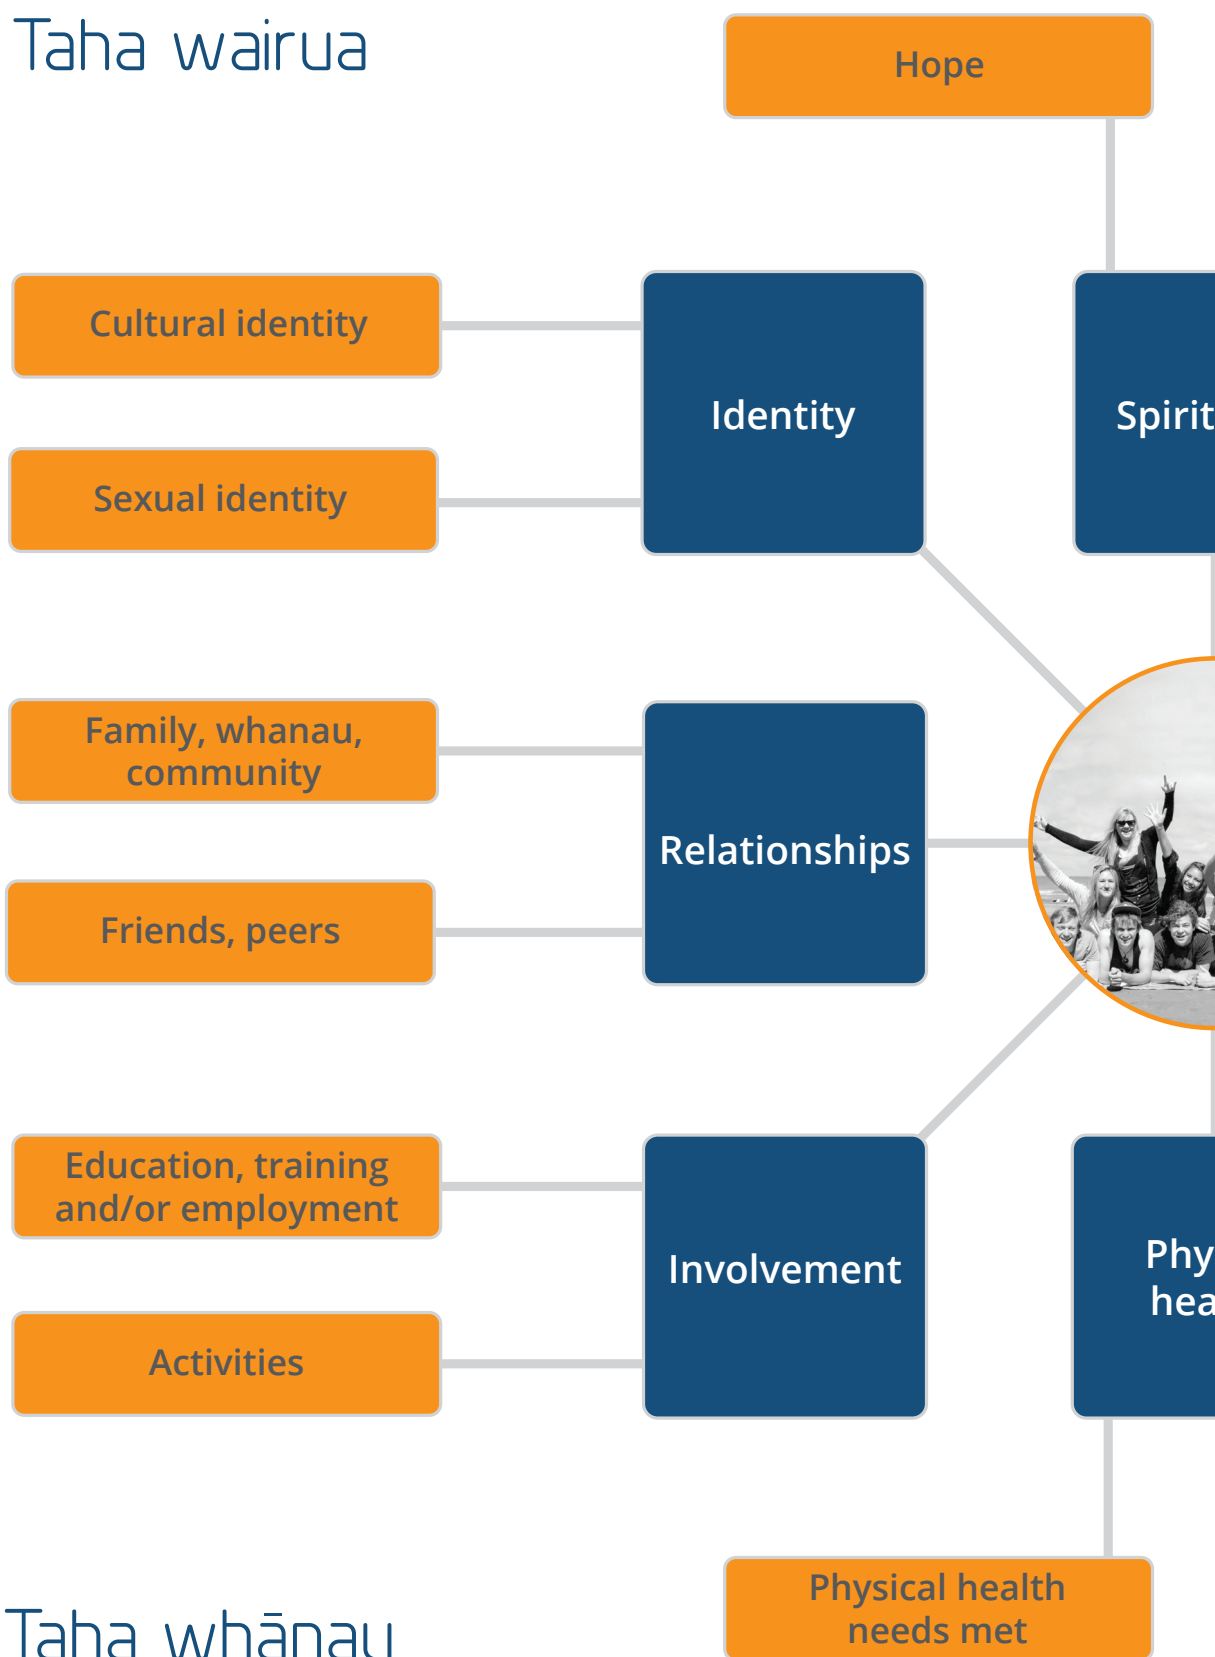 Taha wairua
Hope
Cultural identity
Sexual identity
Identity
Spirit
Family, whanau,
community
Friends, peers
Relationships
Education, training
and/or employment
Activities
Involvement
Phy
hea
Physical health
needs met
Taha whānau